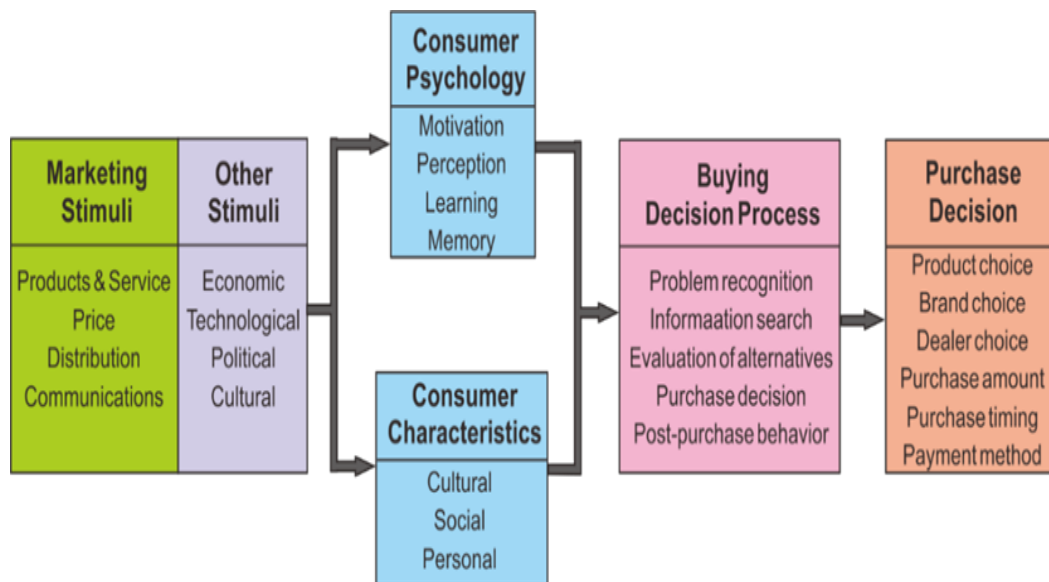 Marketing
Stimuli
Products & Service
Price
Distribution
Communications
Other
Stimuli
Economic
Technological
Political
Cultural
Consumer
Psychology
Motivation
Perception
Learning
Memory
Consumer
Characteristics
Cultural
Social
Personal
Buying
Decision Process
Problem recognition
Informaation search
Evaluation of alternatives
Purchase decision
Post-purchase behavior
Purchase
Decision
Product choice
Brand choice
Dealer choice
Purchase amount
Purchase timing
Payment method